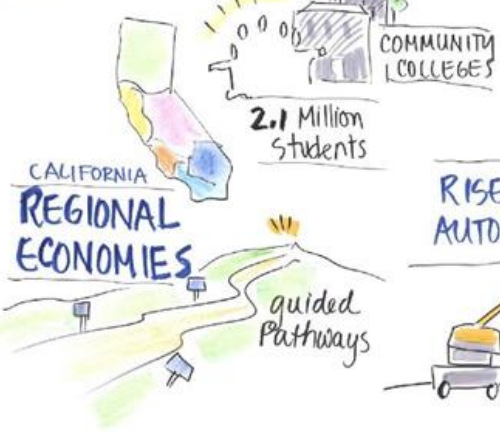 COMMUNITY
COLLEGES
2.1 Million
Students
CALIFORNIA
REGIONAL
ECONOMIES
guided
Pathways
RISE
AUTO